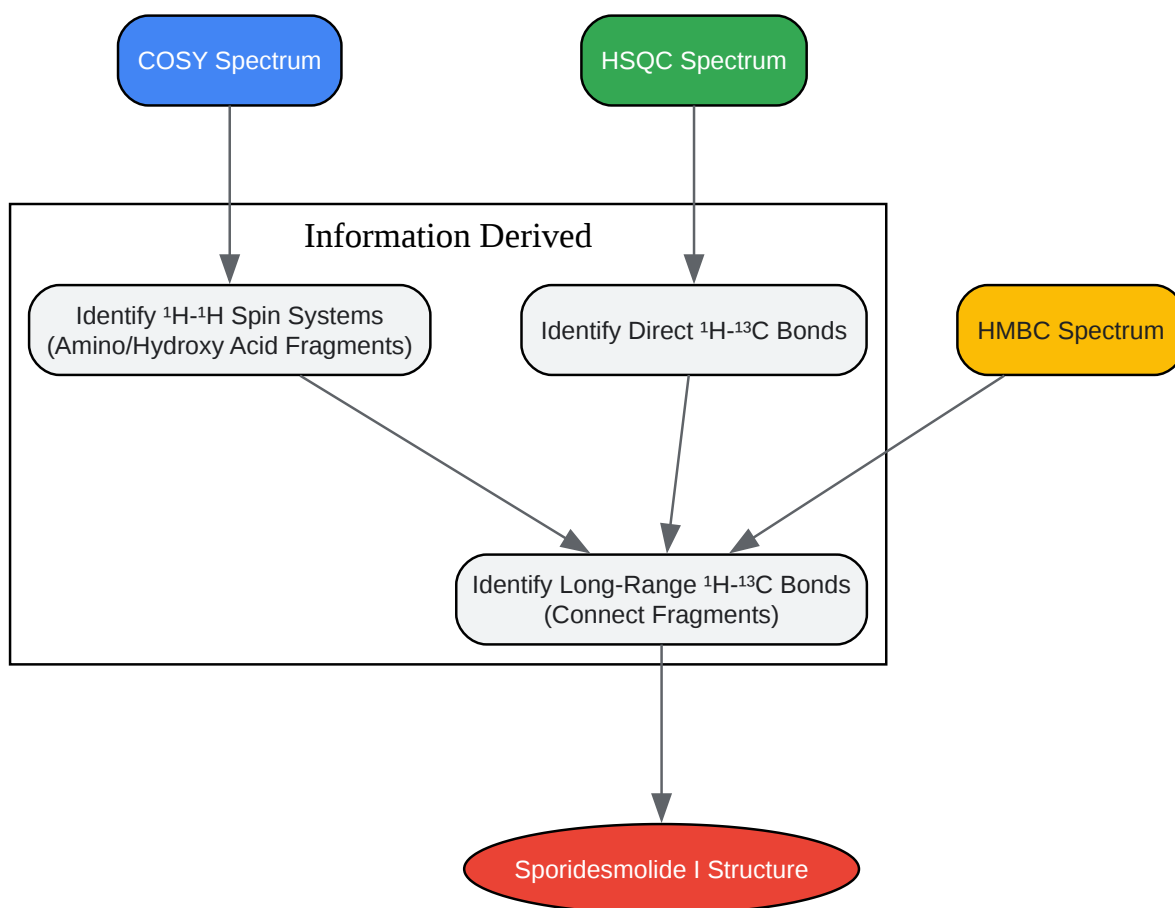 COSY Spectrum
HSQC Spectrum
Information Derived
Identify ¹H-¹H Spin Systems
(Amino/Hydroxy Acid Fragments)
Identify Direct ¹H-¹³C Bonds
HMBC Spectrum
Identify Long-Range ¹H-¹³C Bonds
(Connect Fragments)
Sporidesmolide I Structure